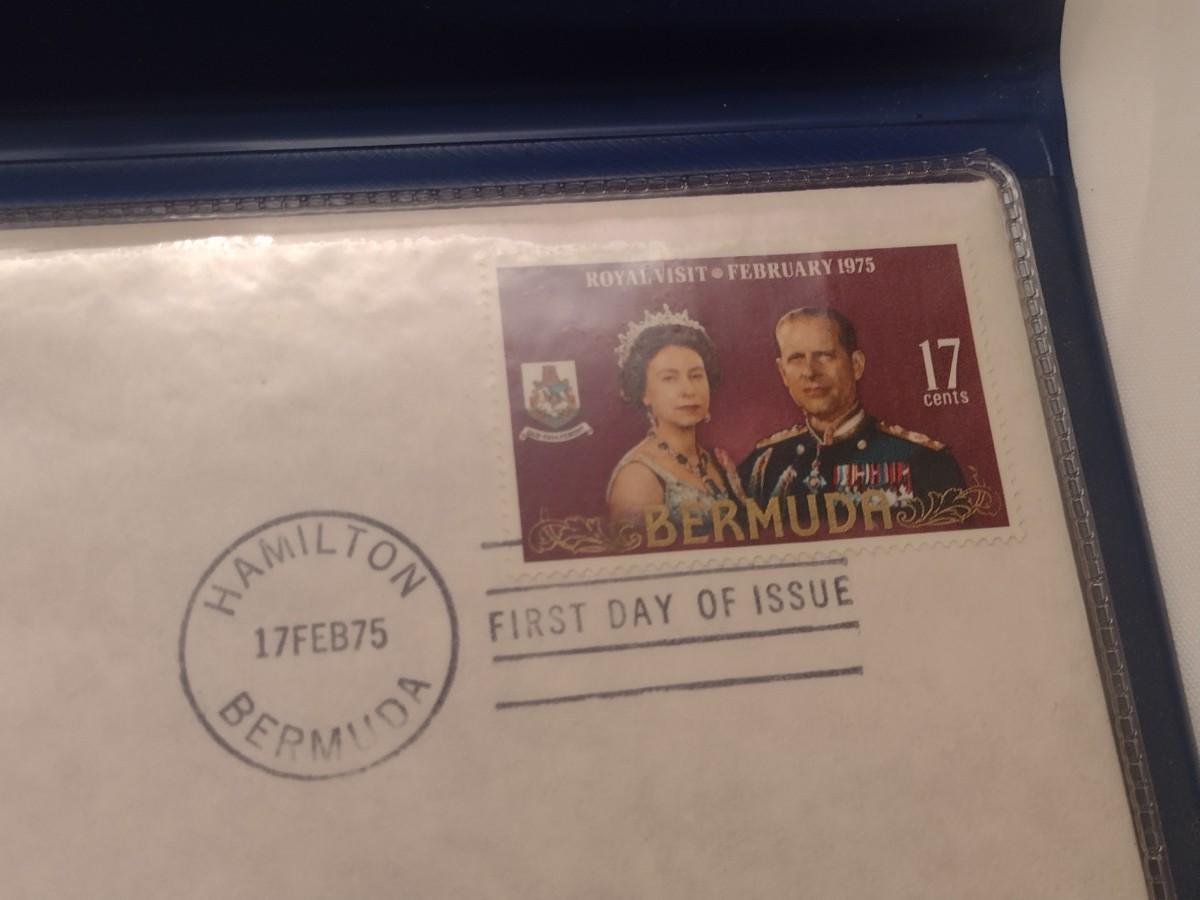 ROYAL VISIT • FEBRUARY 1975
17
cents
BERMUDA
HAMILTON
17FEB75
BERMUDA
FIRST DAY OF ISSUE